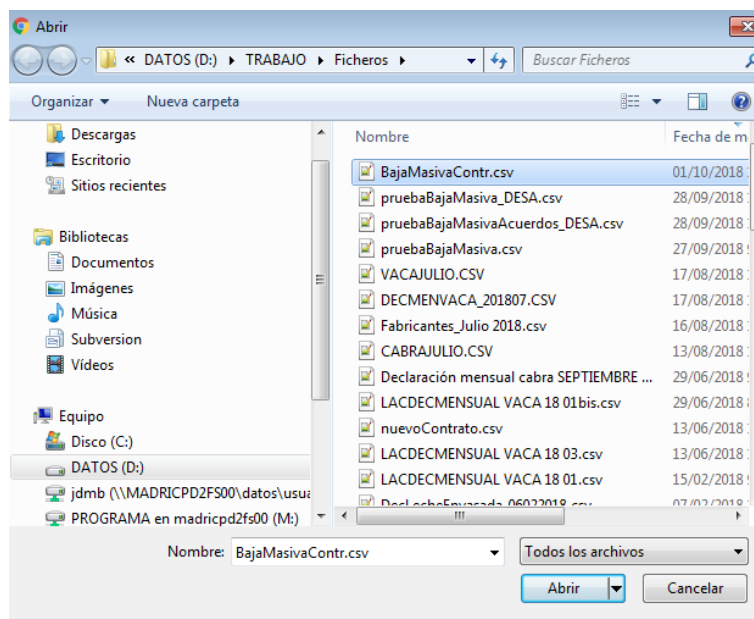 Abrir
« DATOS (D:) ▸ TRABAJO ▸ Ficheros ▸
Buscar Ficheros
Organizar
Nueva carpeta
Descargas
Escritorio
Sitios recientes
Bibliotecas
Documentos
Imágenes
Música
Subversion
Vídeos
Equipo
Disco (C:)
DATOS (D:)
jdmb (\\MADRICPD2FS00\datos\usua
PROGRAMA en madricpd2fs00 (M:)
Nombre Fecha de m
BajaMasivaContr.csv 01/10/2018
pruebaBajaMasiva_DESA.csv 28/09/2018
pruebaBajaMasivaAcuerdos_DESA.csv 28/09/2018
pruebaBajaMasiva.csv 27/09/2018
VACAJULIO.CSV 17/08/2018
DECMENVACA_201807.CSV 17/08/2018
Fabricantes_Julio 2018.csv 16/08/2018
CABRAJULIO.CSV 13/08/2018
Declaración mensual cabra SEPTIEMBRE ... 29/06/2018
LACDECMENSUAL VACA 18 01bis.csv 29/06/2018
nuevoContrato.csv 13/06/2018
LACDECMENSUAL VACA 18 03.csv 13/06/2018
LACDECMENSUAL VACA 18 01.csv 15/02/2018
DeclLecheEnvasada_06022018.csv 07/02/2018
Nombre: BajaMasivaContr.csv
Todos los archivos
Abrir
Cancelar